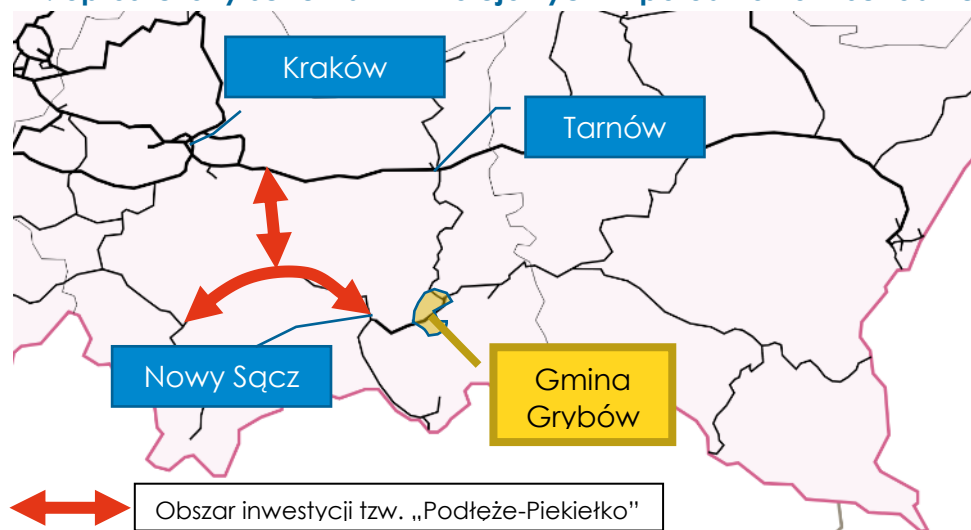 Kraków
Tarnów
Nowy Sącz
Gmina
Grybów
Obszar inwestycji tzw. „Podłęże-Piekiełko”